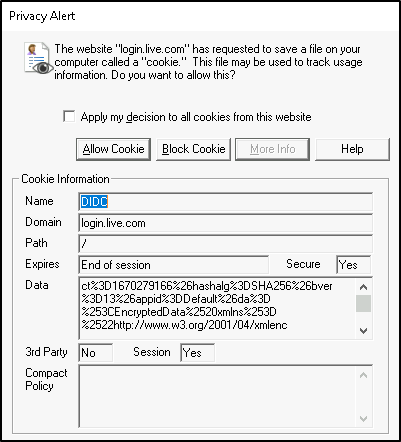 Privacy Alert
The website "login.live.com" has requested to save a file on your
computer called a "cookie." This file may be used to track usage
information. Do you want to allow this?
Apply my decision to all cookies from this website
Allow Cookie Block Cookie More Info Help
Cookie Information
Name DIDC
Domain login.live.com
Path /
Expires End of session Secure Yes
Data ct%3D1670279166%26hashalg%3DSHA256%26bver
%3D13%26appid%3DDefault%26da%3D
%253CEncryptedData%2520xmlns%253D
%2522http://www.w3.org/2001/04/xmlenc
3rd Party No Session Yes
Compact
Policy